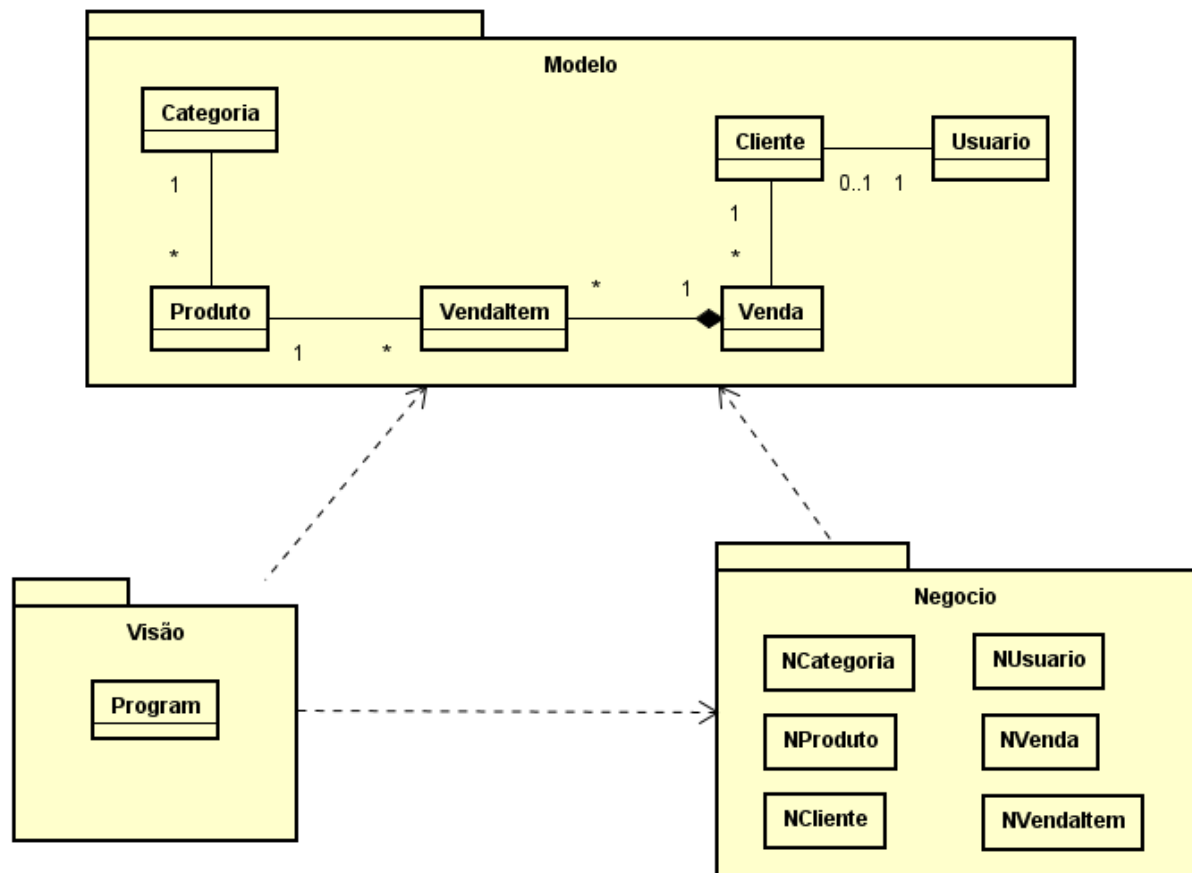 Modelo
Categoria
Cliente
Usuario
1
0..1
1
1
*
*
*
1
Produto
VendaItem
Venda
1
*
Negocio
Visão
NCategoria
NUsuario
Program
NProduto
NVenda
NCliente
NVendaItem